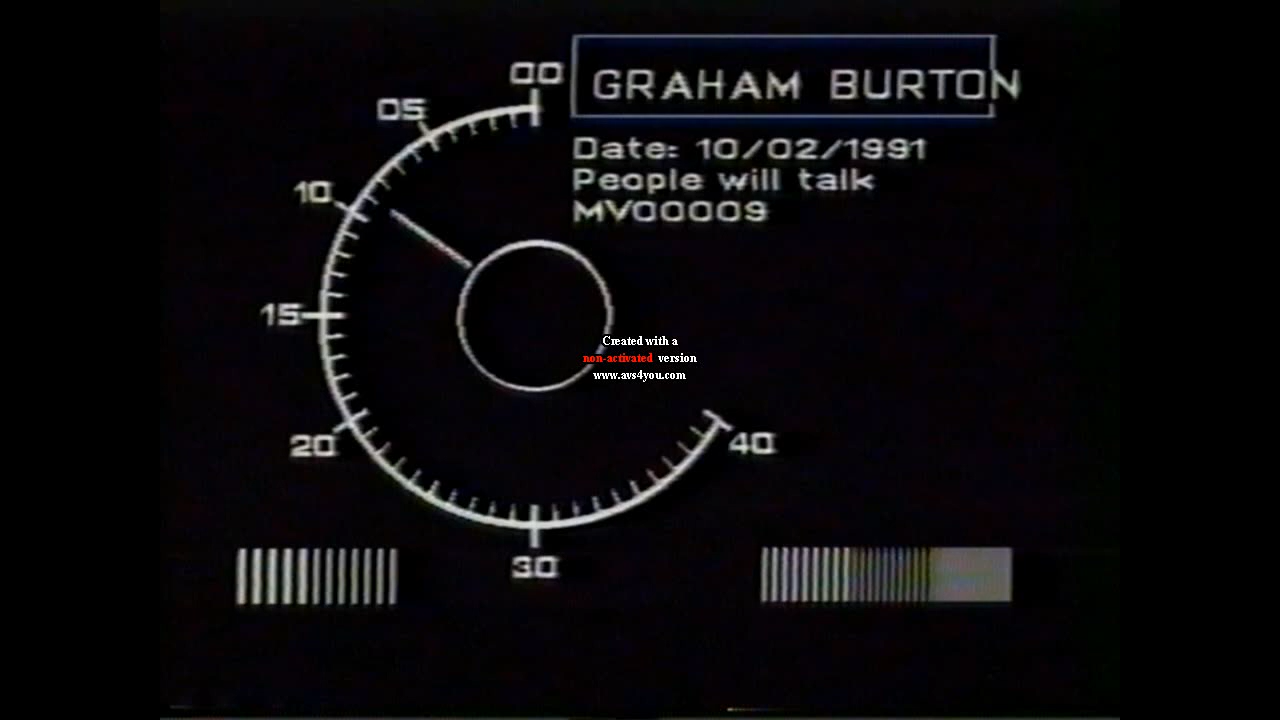 GRAHAM BURTON
Date: 10/02/1991
People will talk
MV00009
00
05
10
15
20
30
40
Created with a
non-activated version
www.avs4you.com